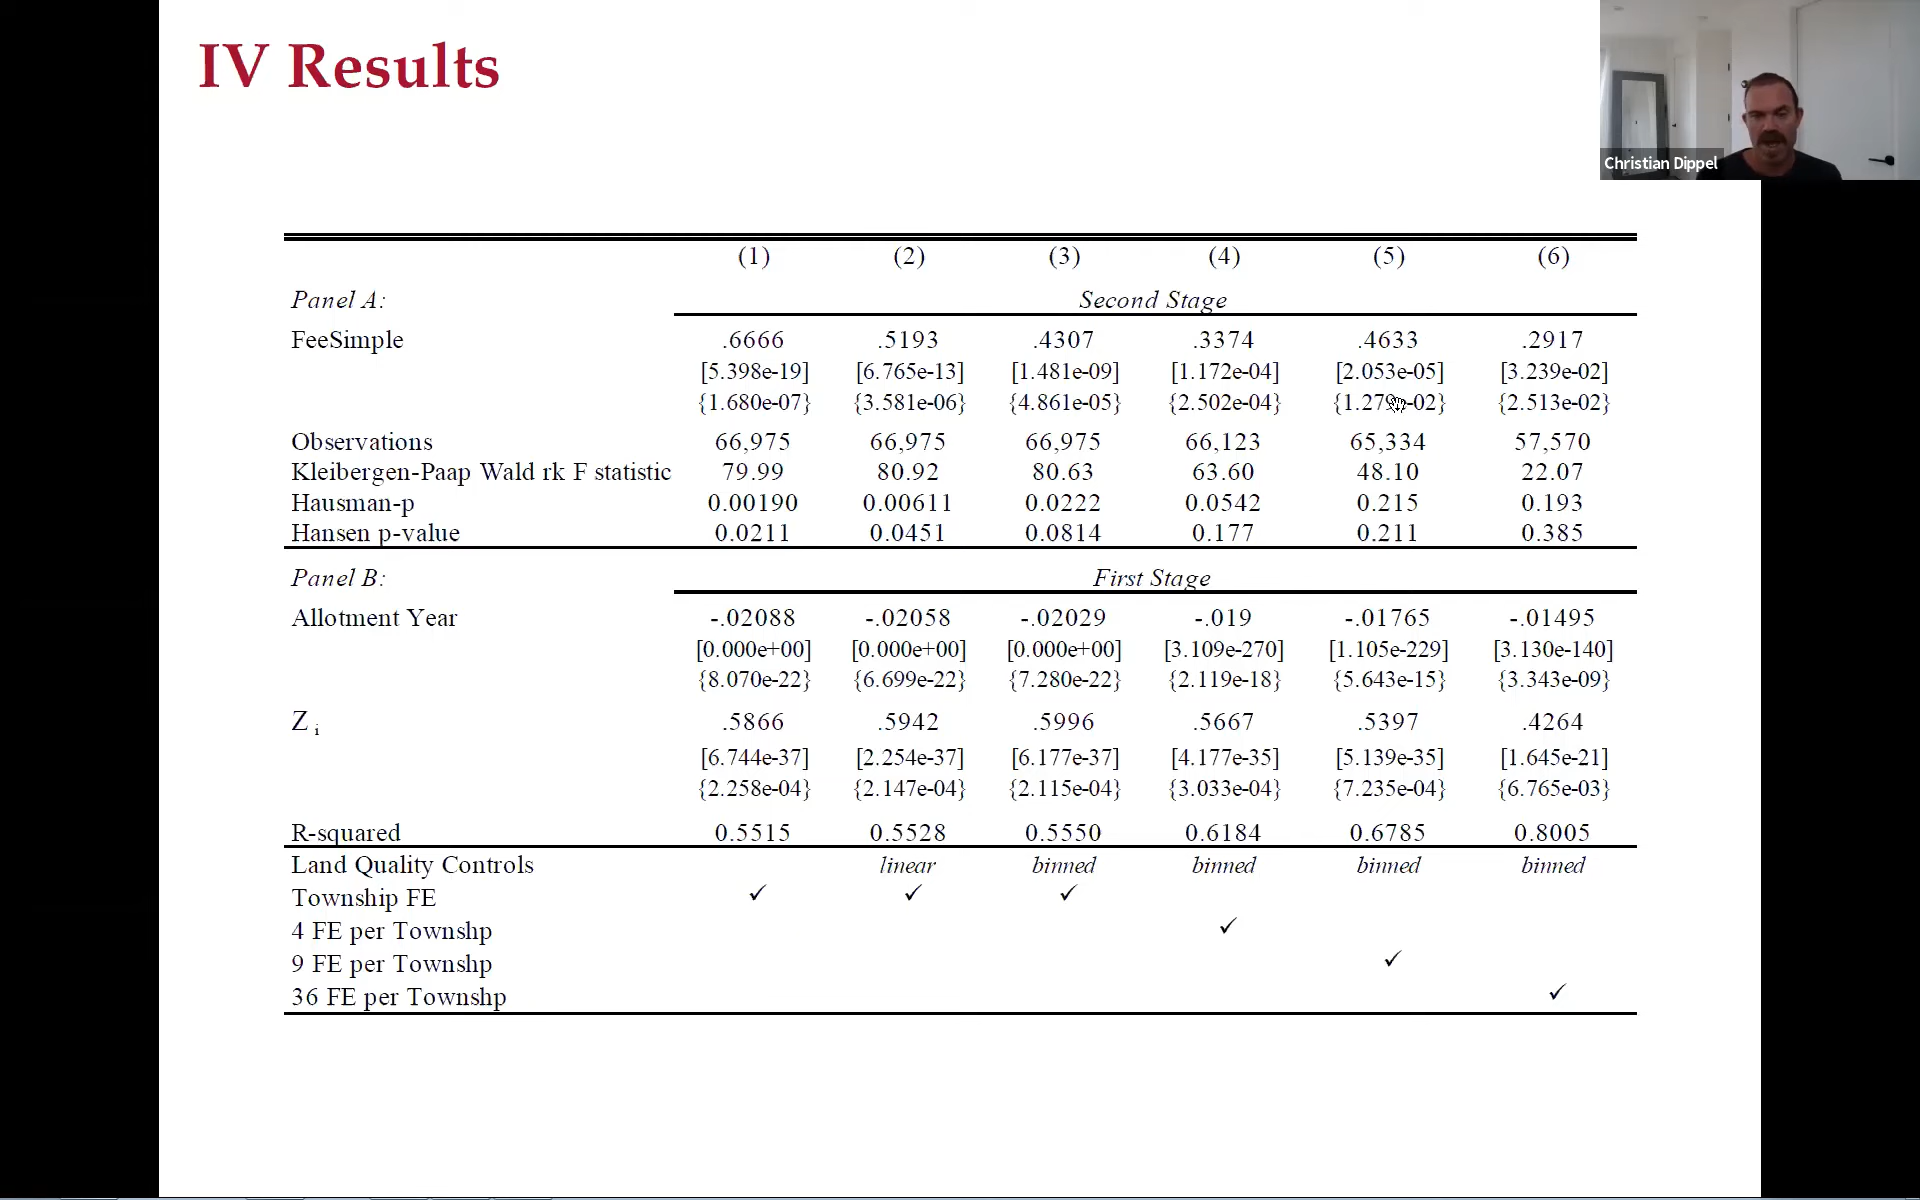 IV Results
Christian Dippel
(1) (2) (3) (4) (5) (6)
Panel A: Second Stage
FeeSimple .6666 .5193 .4307 .3374 .4633 .2917
[5.398e-19] [6.765e-13] [1.481e-09] [1.172e-04] [2.053e-05] [3.239e-02]
{1.680e-07} {3.581e-06} {4.861e-05} {2.502e-04} {1.279e-02} {2.513e-02}
Observations 66,975 66,975 66,975 66,123 65,334 57,570
Kleibergen-Paap Wald rk F statistic 79.99 80.92 80.63 63.60 48.10 22.07
Hausman-p 0.00190 0.00611 0.0222 0.0542 0.215 0.193
Hansen p-value 0.0211 0.0451 0.0814 0.177 0.211 0.385
Panel B: First Stage
Allotment Year -.02088 -.02058 -.02029 -.019 -.01765 -.01495
[0.000e+00] [0.000e+00] [0.000e+00] [3.109e-270] [1.105e-229] [3.130e-140]
{8.070e-22} {6.699e-22} {7.280e-22} {2.119e-18} {5.643e-15} {3.343e-09}
Z i .5866 .5942 .5996 .5667 .5397 .4264
[6.744e-37] [2.254e-37] [6.177e-37] [4.177e-35] [5.139e-35] [1.645e-21]
{2.258e-04} {2.147e-04} {2.115e-04} {3.033e-04} {7.235e-04} {6.765e-03}
R-squared 0.5515 0.5528 0.5550 0.6184 0.6785 0.8005
Land Quality Controls linear binned binned binned binned
Township FE ✓ ✓ ✓
4 FE per Townshp ✓
9 FE per Townshp ✓
36 FE per Townshp ✓